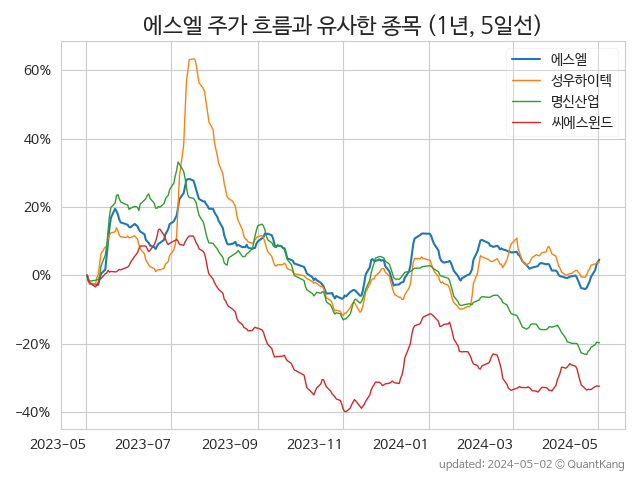 에스엘 주가 흐름과 유사한 종목 (1년, 5일선)
에스엘
성우하이텍
명신산업
씨에스윈드
60%
40%
20%
0%
−20%
−40%
2023-05 2023-07 2023-09 2023-11 2024-01 2024-03 2024-05
updated: 2024-05-02 © QuantKang